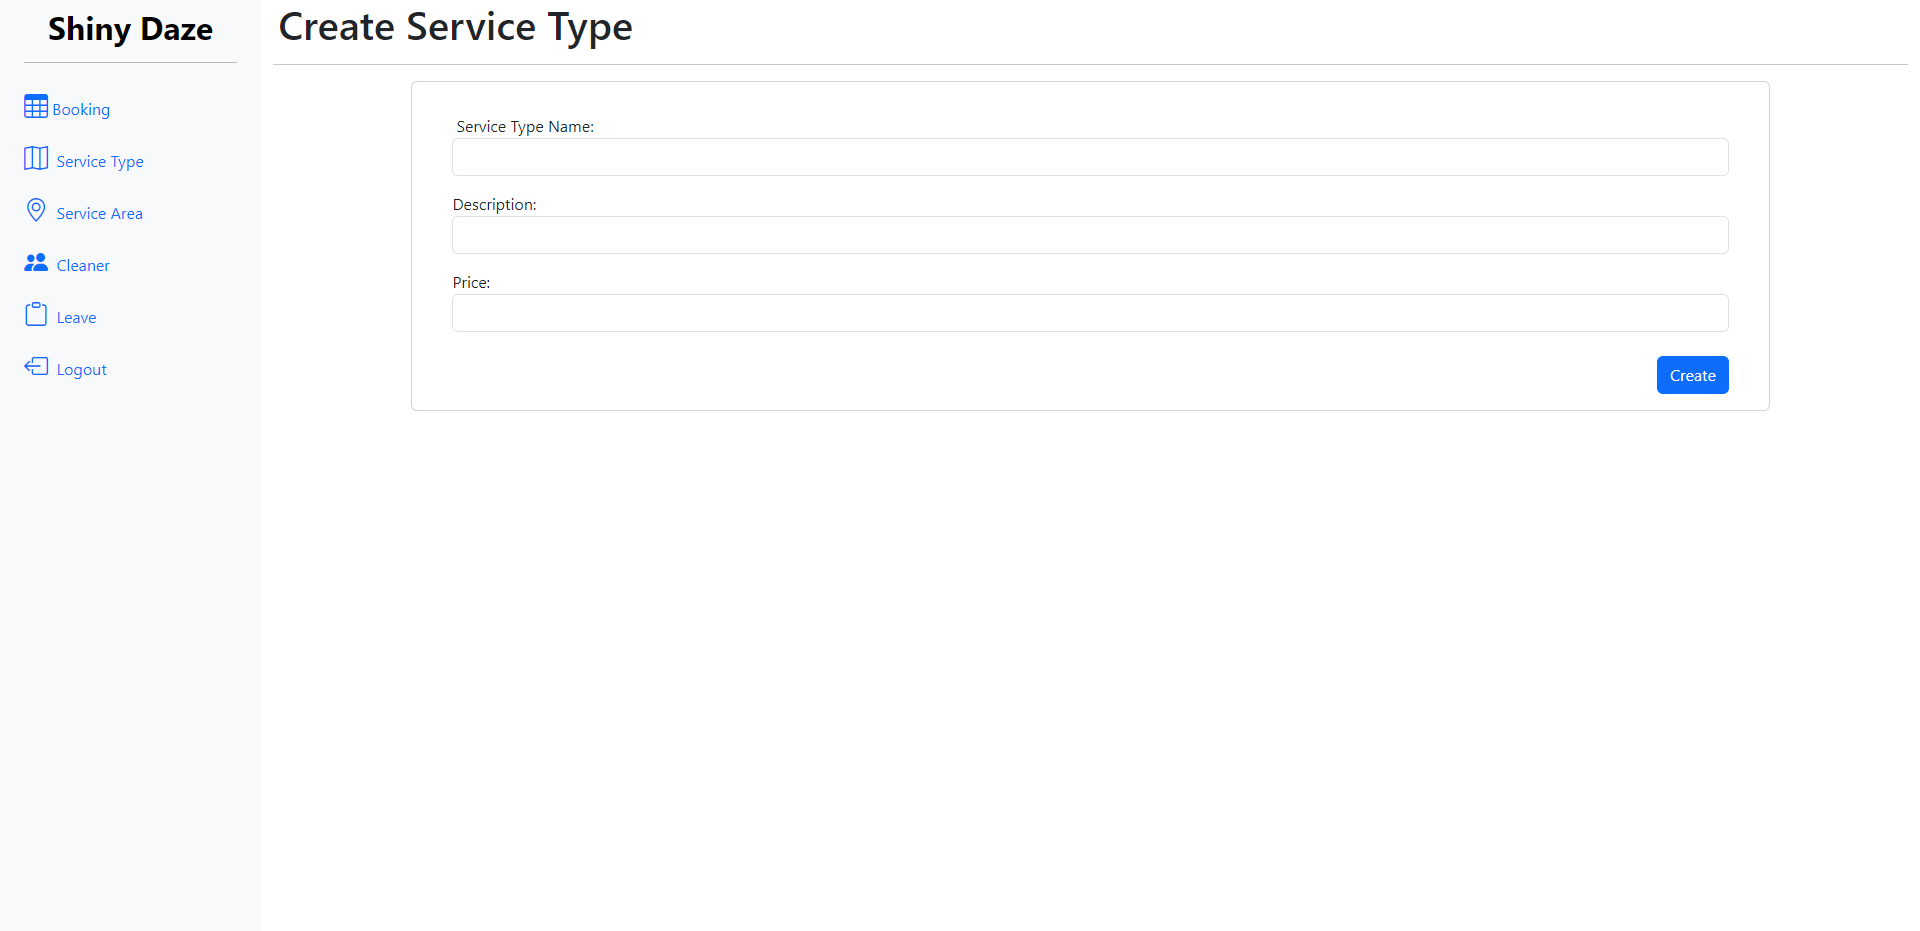 Shiny Daze
Booking
Service Type
Service Area
Cleaner
Leave
Logout
Create Service Type
Service Type Name:
Description:
Price:
Create